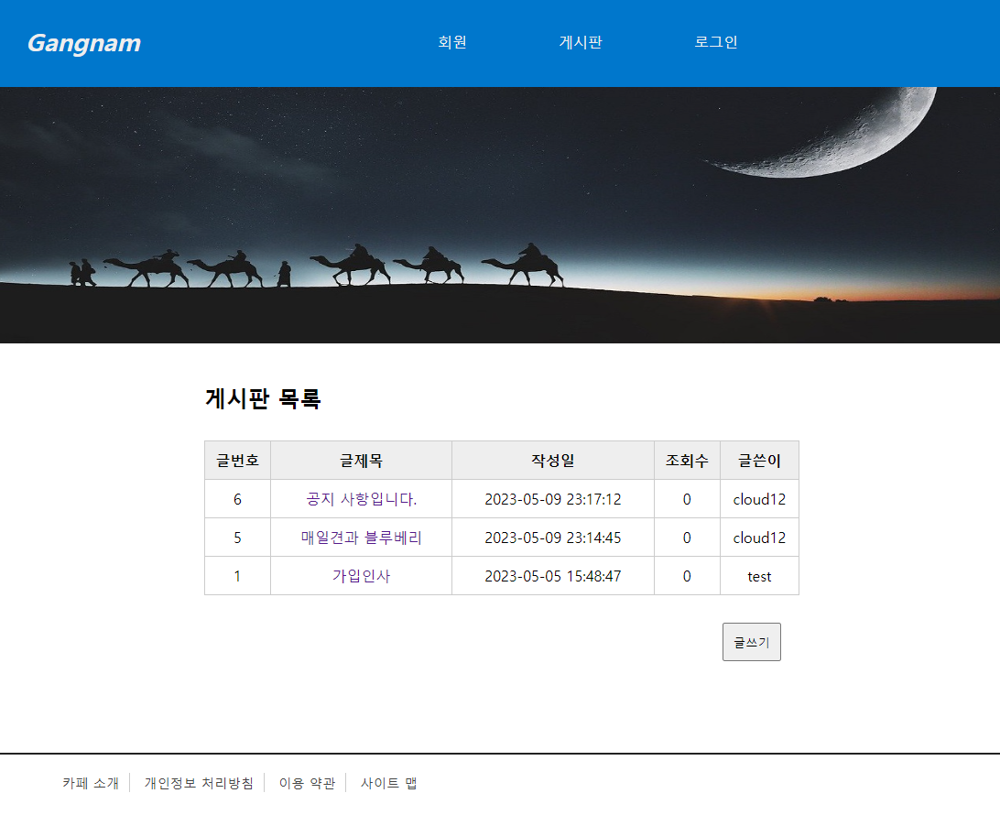 Gangnam 회원 게시판 로그인
게시판 목록
글번호 글제목 작성일 조회수 글쓴이
6 공지 사항입니다. 2023-05-09 23:17:12 0 cloud12
5 매일견과 블루베리 2023-05-09 23:14:45 0 cloud12
1 가입인사 2023-05-05 15:48:47 0 test
글쓰기
카페 소개 개인정보 처리방침 이용 약관 사이트 맵